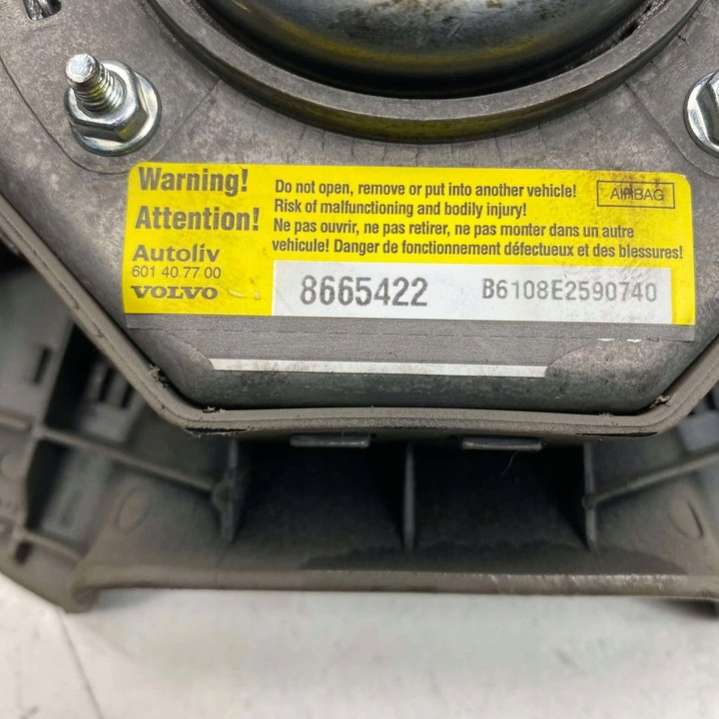 Warning!
Attention!
Do not open, remove or put into another vehicle!
Risk of malfunctioning and bodily injury!
Ne pas ouvrir, ne pas retirer, ne pas monter dans un autre
vehicule! Danger de fonctionnement défectueux et des blessures!
AIRBAG
Autoliv
601 40.77 00
VOLVO
8665422
B6108E2590740